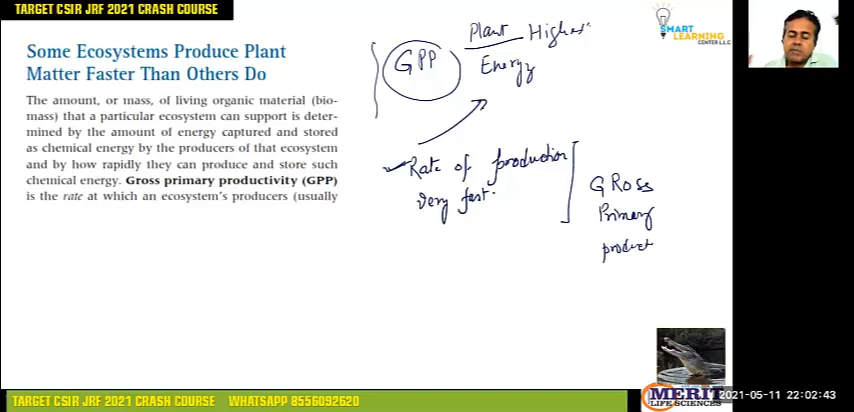 TARGET CSIR JRF 2021 CRASH COURSE
SMART
LEARNING
CENTER L.L.C
Some Ecosystems Produce Plant
Matter Faster Than Others Do
The amount, or mass, of living organic material (bio-
mass) that a particular ecosystem can support is deter-
mined by the amount of energy captured and stored
as chemical energy by the producers of that ecosystem
and by how rapidly they can produce and store such
chemical energy. Gross primary productivity (GPP)
is the rate at which an ecosystem's producers (usually
GPP
Plant Highest
Energy
Rate of production
very fast.
GRoss
Primary
product
MERIT
LIFE SCIENCES
2021-05-11 22:02:43
TARGET CSIR JRF 2021 CRASH COURSE WHATSAPP 8556092620